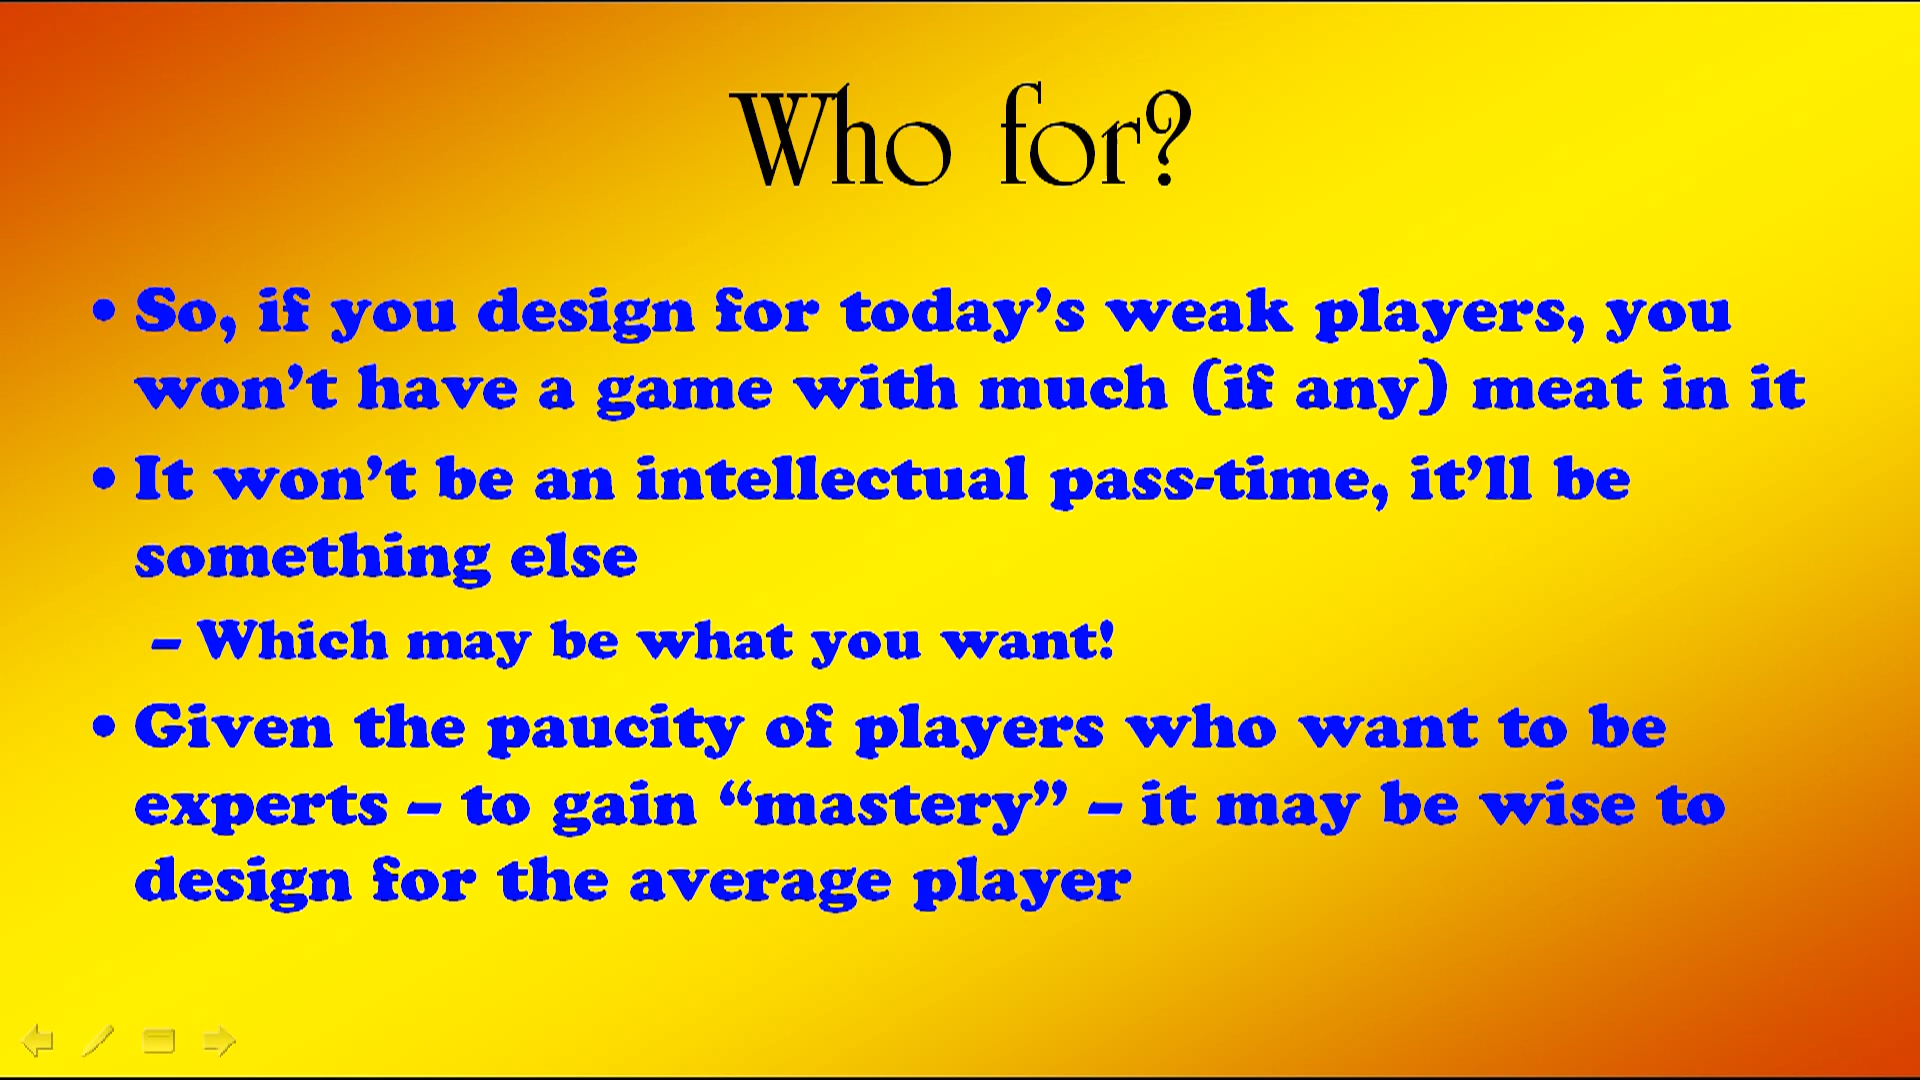 Who for?
• So, if you design for today's weak players, you
won't have a game with much (if any) meat in it
• It won't be an intellectual pass-time, it'll be
something else
– Which may be what you want!
• Given the paucity of players who want to be
experts – to gain “mastery” – it may be wise to
design for the average player